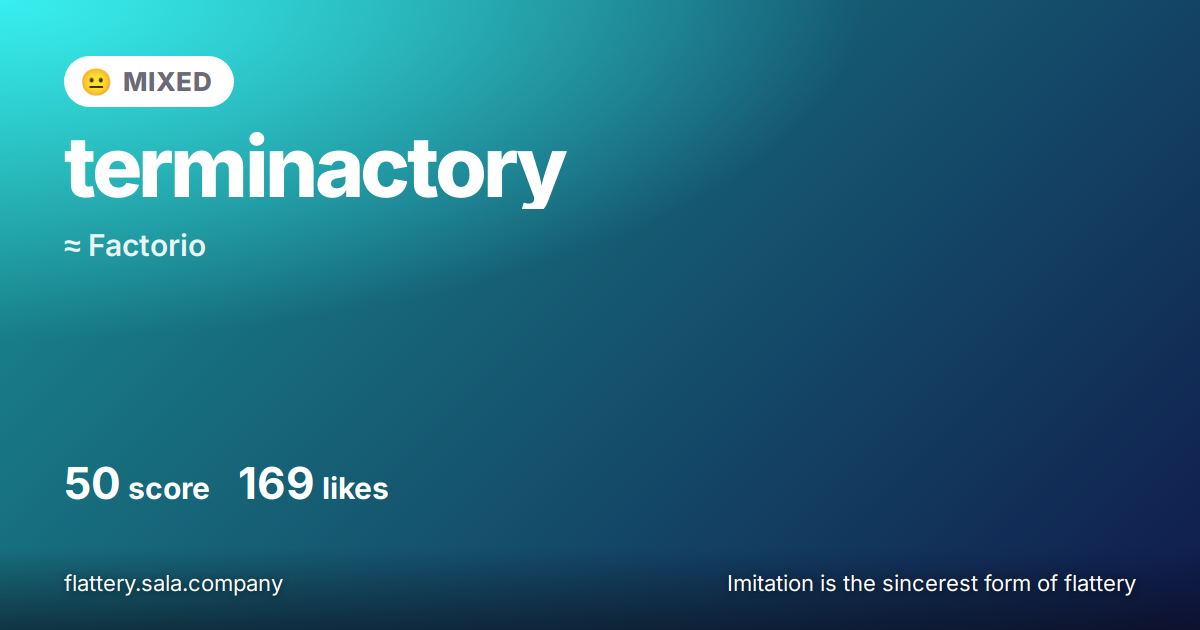 😐 MIXED
terminactory
≈ Factorio
50 score 169 likes
flattery.sala.company
Imitation is the sincerest form of flattery